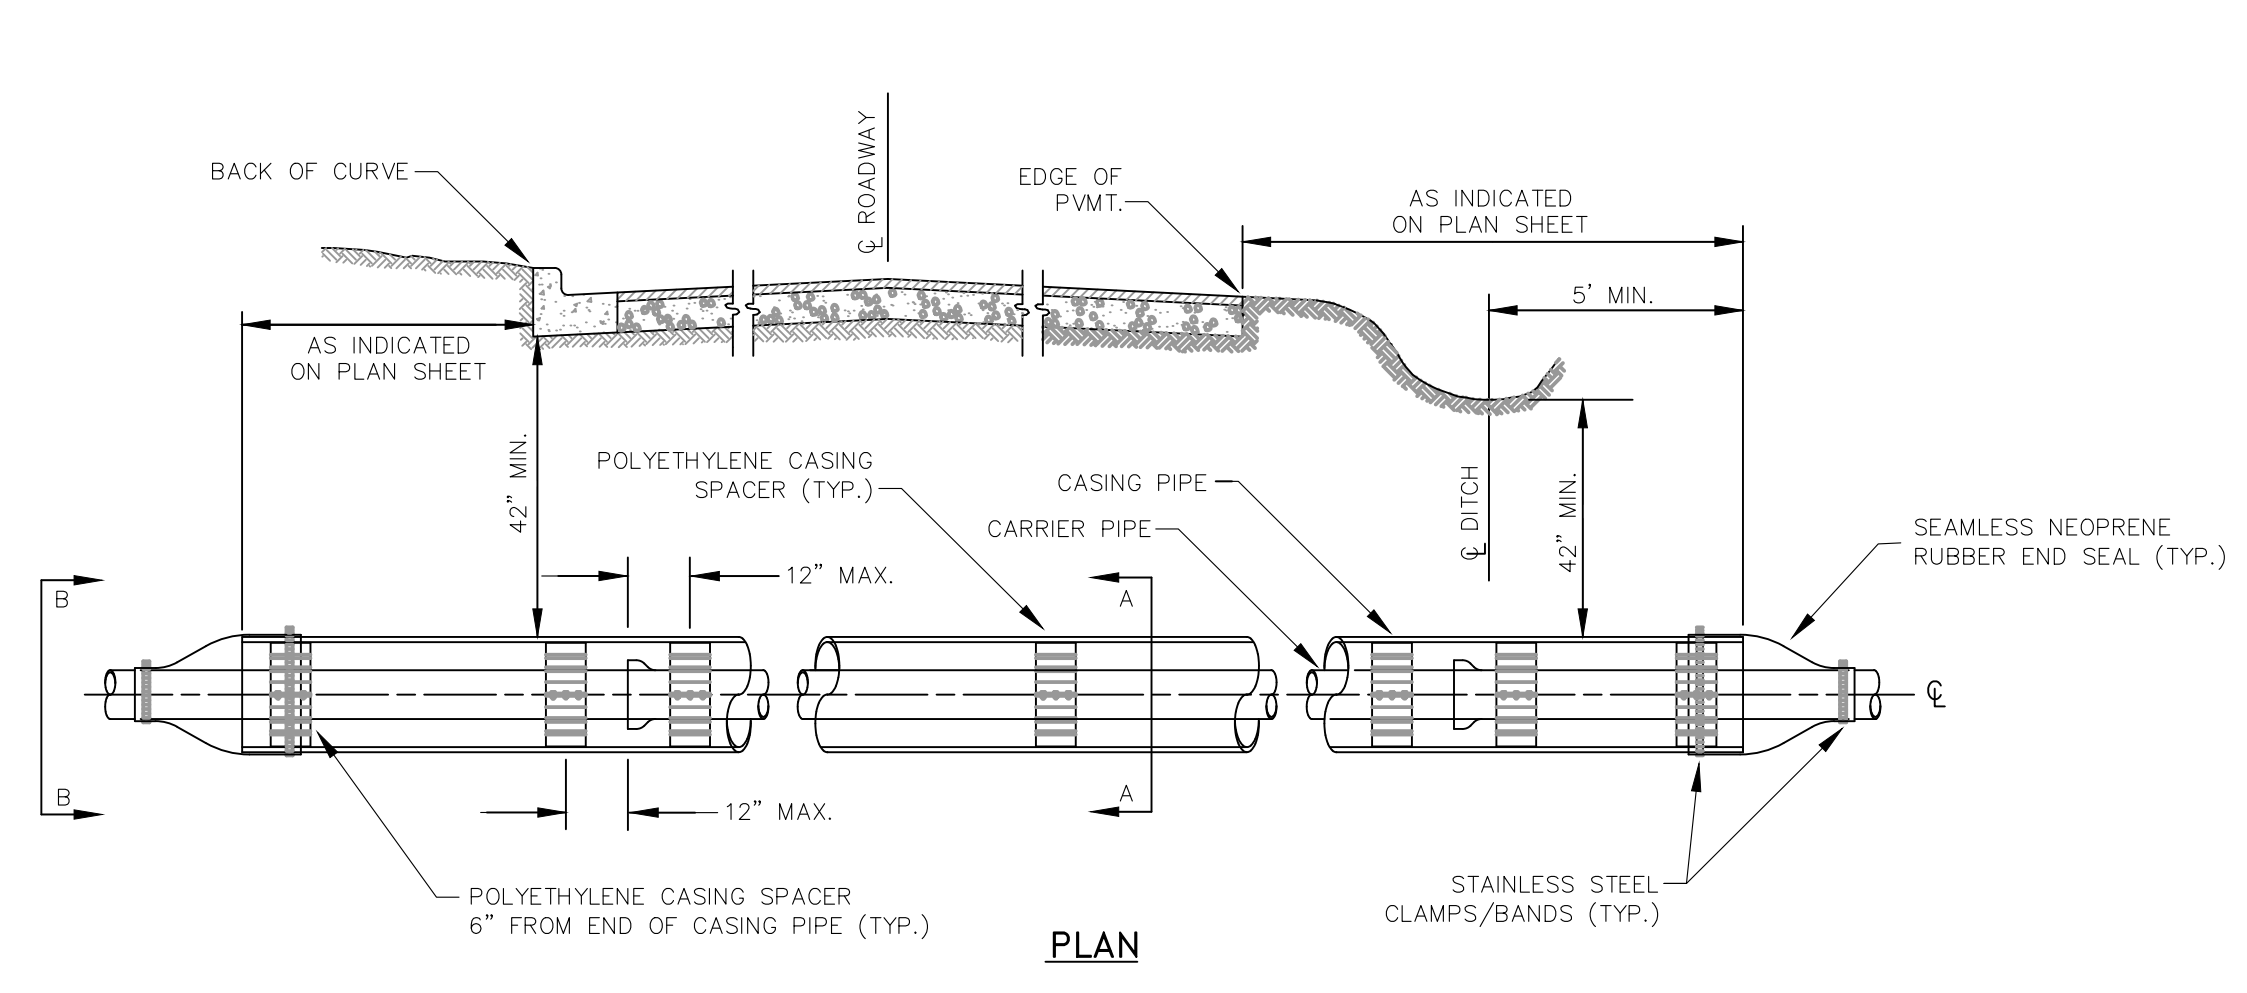 BACK OF CURVE
℄ ROADWAY
EDGE OF
PVMT.
AS INDICATED
ON PLAN SHEET
5' MIN.
AS INDICATED
ON PLAN SHEET
42" MIN.
POLYETHYLENE CASING
SPACER (TYP.)
CASING PIPE
CARRIER PIPE
℄ DITCH
42" MIN.
SEAMLESS NEOPRENE
RUBBER END SEAL (TYP.)
12" MAX.
B
A
℄
B
A
12" MAX.
POLYETHYLENE CASING SPACER
6" FROM END OF CASING PIPE (TYP.)
STAINLESS STEEL
CLAMPS/BANDS (TYP.)
PLAN